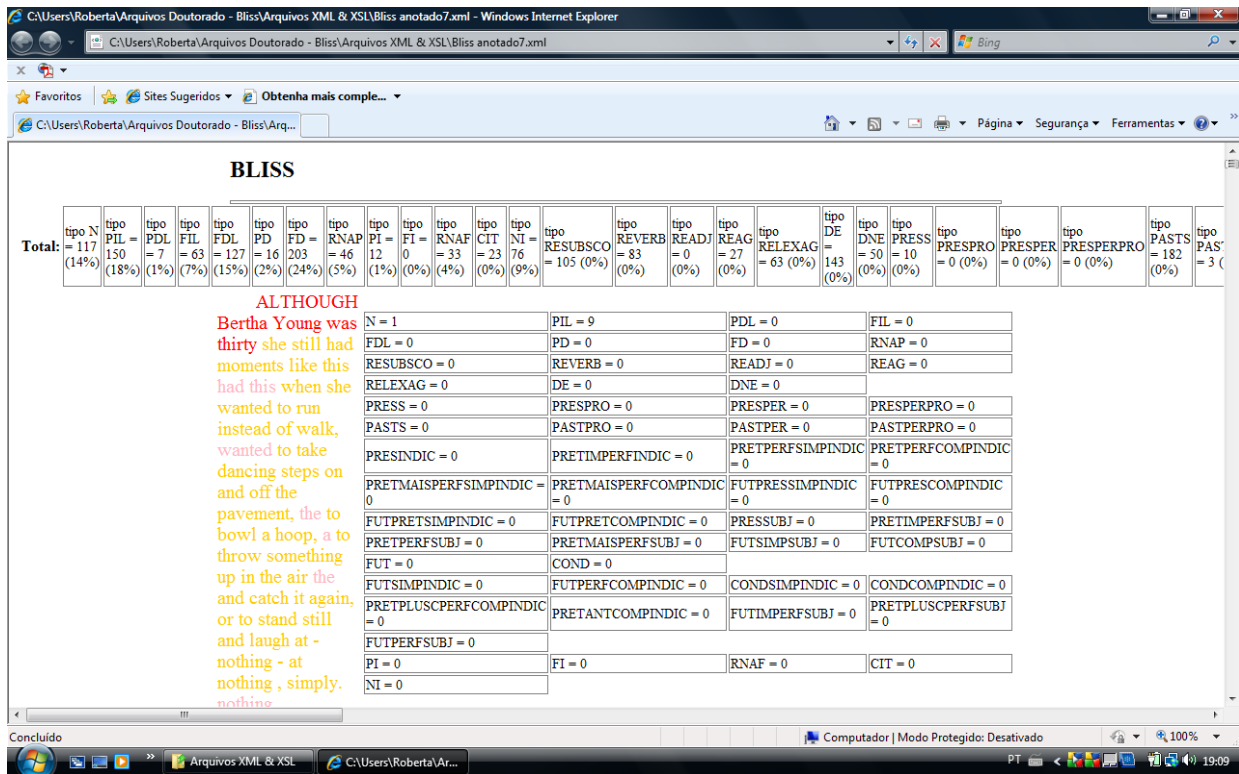 C:\Users\Roberta\Arquivos Doutorado - Bliss\Arquivos XML & XSL\Bliss anotado7.xml - Windows Internet Explorer
C:\Users\Roberta\Arquivos Doutorado - Bliss\Arquivos XML & XSL\Bliss anotado7.xml
Bing
Favoritos Sites Sugeridos Obtenha mais comple...
C:\Users\Roberta\Arquivos Doutorado - Bliss\Arq...
Página Segurança Ferramentas
BLISS
Total: tipo N = 117 (14%) tipo PIL = 150 (18%) tipo PDL = 7 (1%) tipo FIL = 63 (7%) tipo FDL = 127 (15%) tipo PD = 16 (2%) tipo FD = 203 (24%) tipo RNAP = 46 (5%) tipo PI = 12 (1%) tipo FI = 0 (0%) tipo RNAF = 33 (4%) tipo CIT = 23 (0%) tipo NI = 76 (9%) tipo RESUBSCO = 105 (0%) tipo REVERB = 83 (0%) tipo READJ = 0 (0%) tipo REAG = 27 (0%) tipo RELEXAG = 63 (0%) tipo DE = 143 (0%) tipo DNE = 50 (0%) tipo PRESS = 10 (0%) tipo PRESPRO = 0 (0%) tipo PRESPER = 0 (0%) tipo PRESPERPRO = 0 (0%) tipo PASTS = 182 (0%) tipo PAS = 3 (
ALTHOUGH
Bertha Young was
thirty she still had
moments like this
had this when she
wanted to run
instead of walk,
wanted to take
dancing steps on
and off the
pavement, the to
bowl a hoop, a to
throw something
up in the air the
and catch it again,
or to stand still
and laugh at -
nothing - at
nothing , simply.
nothing
N = 1 PIL = 9 PDL = 0 FIL = 0
FDL = 0 PD = 0 FD = 0 RNAP = 0
RESUBSCO = 0 REVERB = 0 READJ = 0 REAG = 0
RELEXAG = 0 DE = 0 DNE = 0
PRESS = 0 PRESPRO = 0 PRESPER = 0 PRESPERPRO = 0
PASTS = 0 PASTPRO = 0 PASTPER = 0 PASTPERPRO = 0
PRESINDIC = 0 PRETIMPERFINDIC = 0 PRETPERFSIMPINDIC = 0 PRETPERFCOMPINDIC = 0
PRETMAISPERFSIMPINDIC = 0 PRETMAISPERFCOMPINDIC = 0 FUTPRESSIMPINDIC = 0 FUTPRESCOMPINDIC = 0
FUTPRETSIMPINDIC = 0 FUTPRETCOMPINDIC = 0 PRESSUBJ = 0 PRETIMPERFSUBJ = 0
PRETPERFSUBJ = 0 PRETMAISPERFSUBJ = 0 FUTSIMPSUBJ = 0 FUTCOMPSUBJ = 0
FUT = 0 COND = 0
FUTSIMPINDIC = 0 FUTPERFCOMPINDIC = 0 CONDSIMPINDIC = 0 CONDCOMPINDIC = 0
PRETPLUSCPERFCOMPINDIC = 0 PRETANTCOMPINDIC = 0 FUTIMPERFSUBJ = 0 PRETPLUSCPERFSUBJ = 0
FUTPERFSUBJ = 0
PI = 0 FI = 0 RNAF = 0 CIT = 0
NI = 0
Concluído Computador | Modo Protegido: Desativado 100%
Arquivos XML & XSL C:\Users\Roberta\Ar... PT 19:09